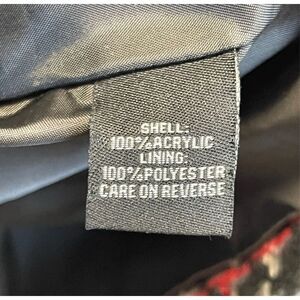 SHELL:
100% ACRYLIC
LINING:
100% POLYESTER
CARE ON REVERSE